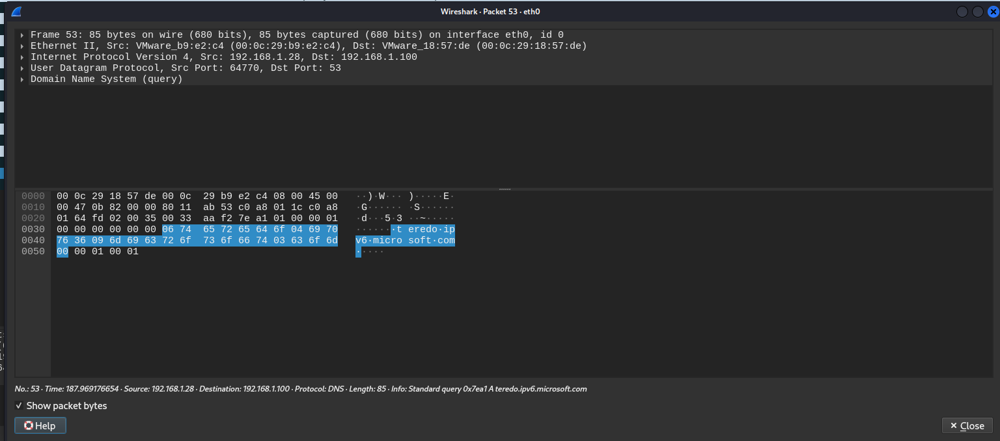 Wireshark · Packet 53 · eth0
Frame 53: 85 bytes on wire (680 bits), 85 bytes captured (680 bits) on interface eth0, id 0
Ethernet II, Src: VMware_b9:e2:c4 (00:0c:29:b9:e2:c4), Dst: VMware_18:57:de (00:0c:29:18:57:de)
Internet Protocol Version 4, Src: 192.168.1.28, Dst: 192.168.1.100
User Datagram Protocol, Src Port: 64770, Dst Port: 53
Domain Name System (query)
0000 00 0c 29 18 57 de 00 0c 29 b9 e2 c4 08 00 45 00 ··)·W··· )·····E·
0010 00 47 0b 82 00 00 80 11 ab 53 c0 a8 01 1c c0 a8 ·G······ ·S······
0020 01 64 fd 02 00 35 00 33 aa f2 7e a1 01 00 00 01 ·d···5·3 ··~·····
0030 00 00 00 00 00 00 06 74 65 72 65 64 6f 04 69 70 ·······t eredo·ip
0040 76 36 09 6d 69 63 72 6f 73 6f 66 74 03 63 6f 6d v6·micro soft·com
0050 00 00 01 00 01 ·····
No.: 53 · Time: 187.969176654 · Source: 192.168.1.28 · Destination: 192.168.1.100 · Protocol: DNS · Length: 85 · Info: Standard query 0x7ea1 A teredo.ipv6.microsoft.com
Show packet bytes
Help
Close